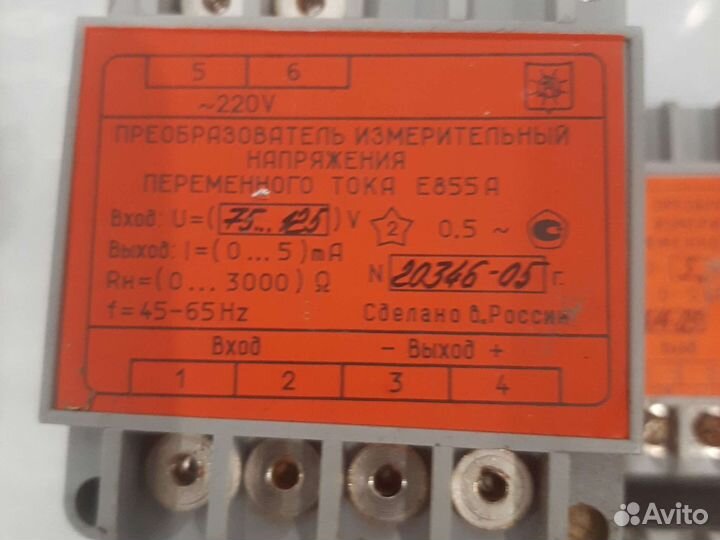 5 6
~220V
ПРЕОБРАЗОВАТЕЛЬ ИЗМЕРИТЕЛЬНЫЙ
НАПРЯЖЕНИЯ
ПЕРЕМЕННОГО ТОКА Е855А
Вход: U=(75...125)V 2 0.5 ~
Выход: I=(0...5)mA
Rн=(0...3000)Ω N 20346-05 г.
f=45-65Hz Сделано в России
Вход - Выход +
1 2 3 4
Avito